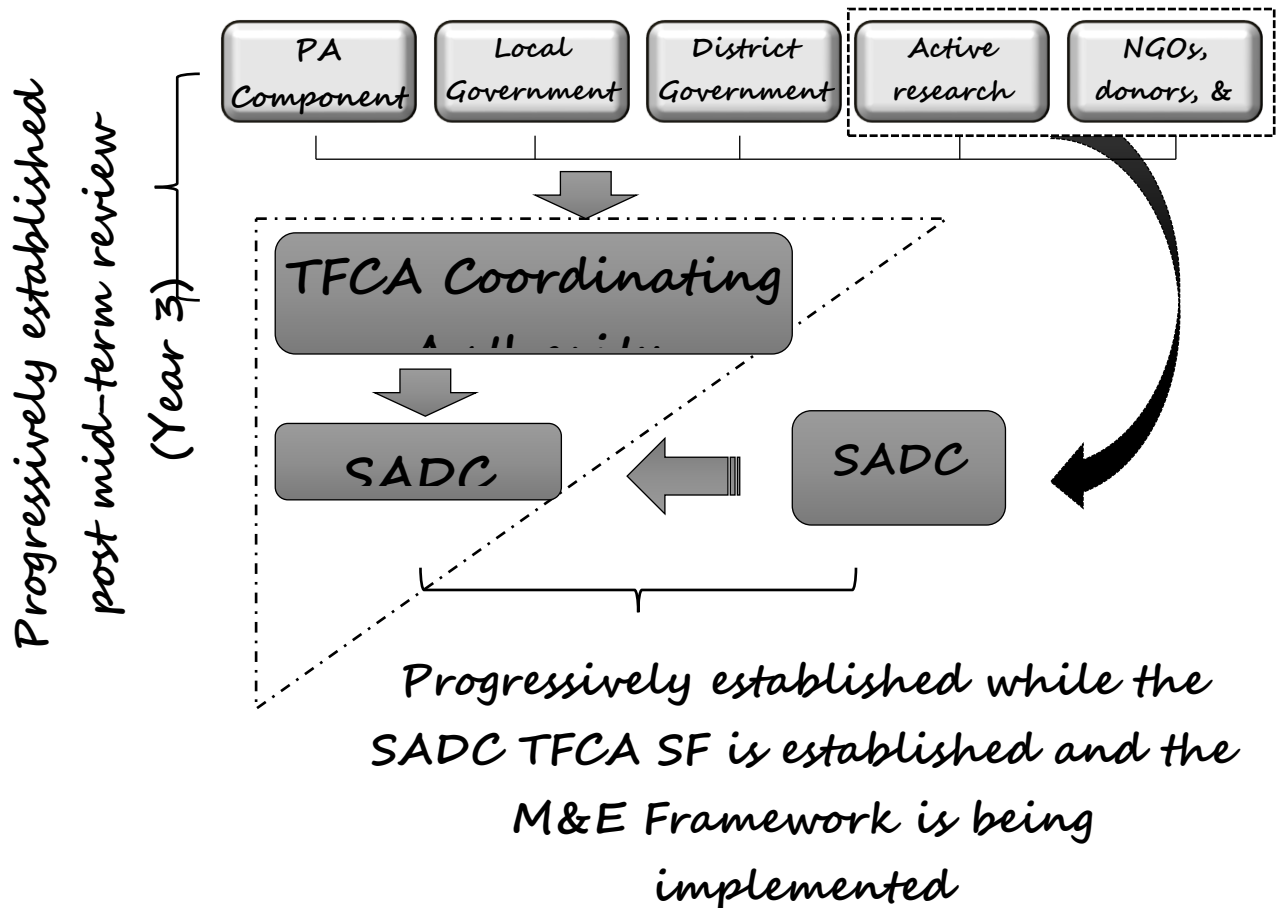 PA
Component
Local
Government
District
Government
Active
research
NGOs,
donors, &
Progressively established
post mid-term review
(Year 3)
TFCA Coordinating
SADC
SADC
Progressively established while the
SADC TFCA SF is established and the
M&E Framework is being
implemented